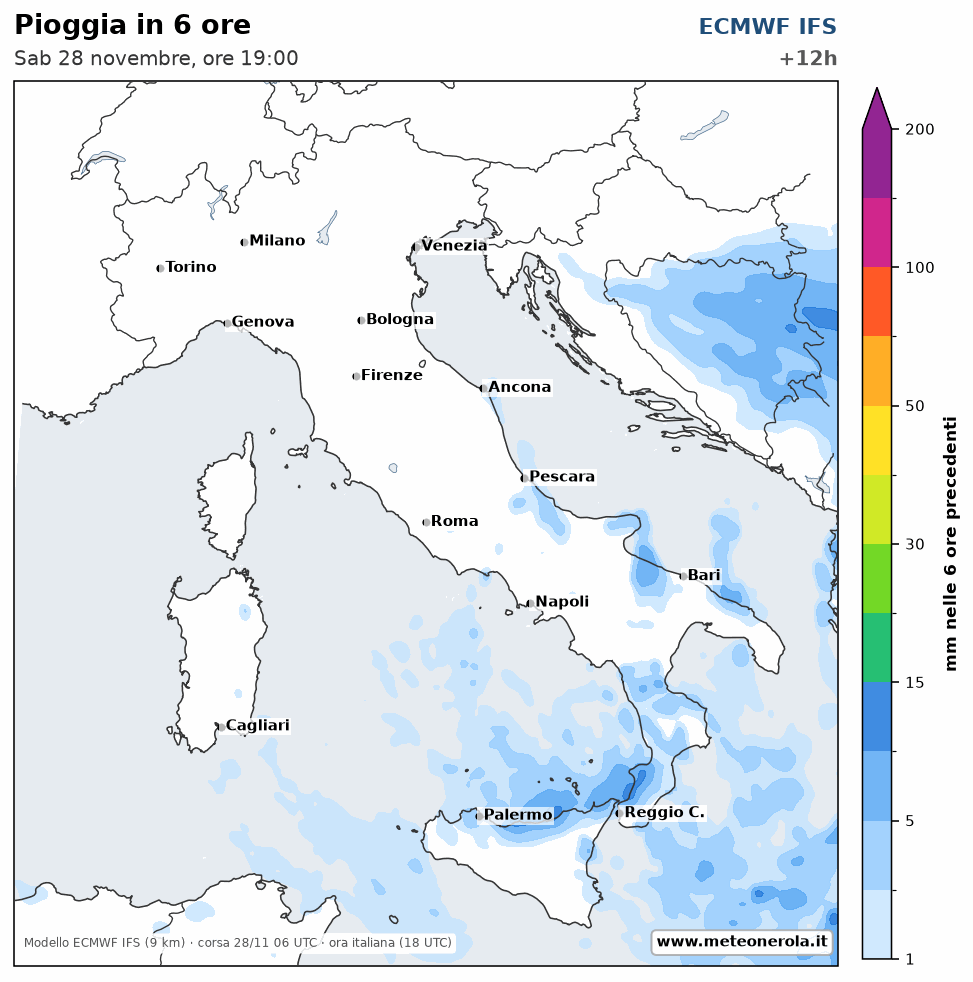 Pioggia in 6 ore
ECMWF IFS
Sab 28 novembre, ore 19:00
+12h
200
Milano
Venezia
Torino
100
Genova
Bologna
Firenze
Ancona
50
Pescara
Roma
30
Bari
Napoli
15
Cagliari
Palermo
Reggio C.
5
mm nelle 6 ore precedenti
Modello ECMWF IFS (9 km) · corsa 28/11 06 UTC · ora italiana (18 UTC)
www.meteonerola.it
1